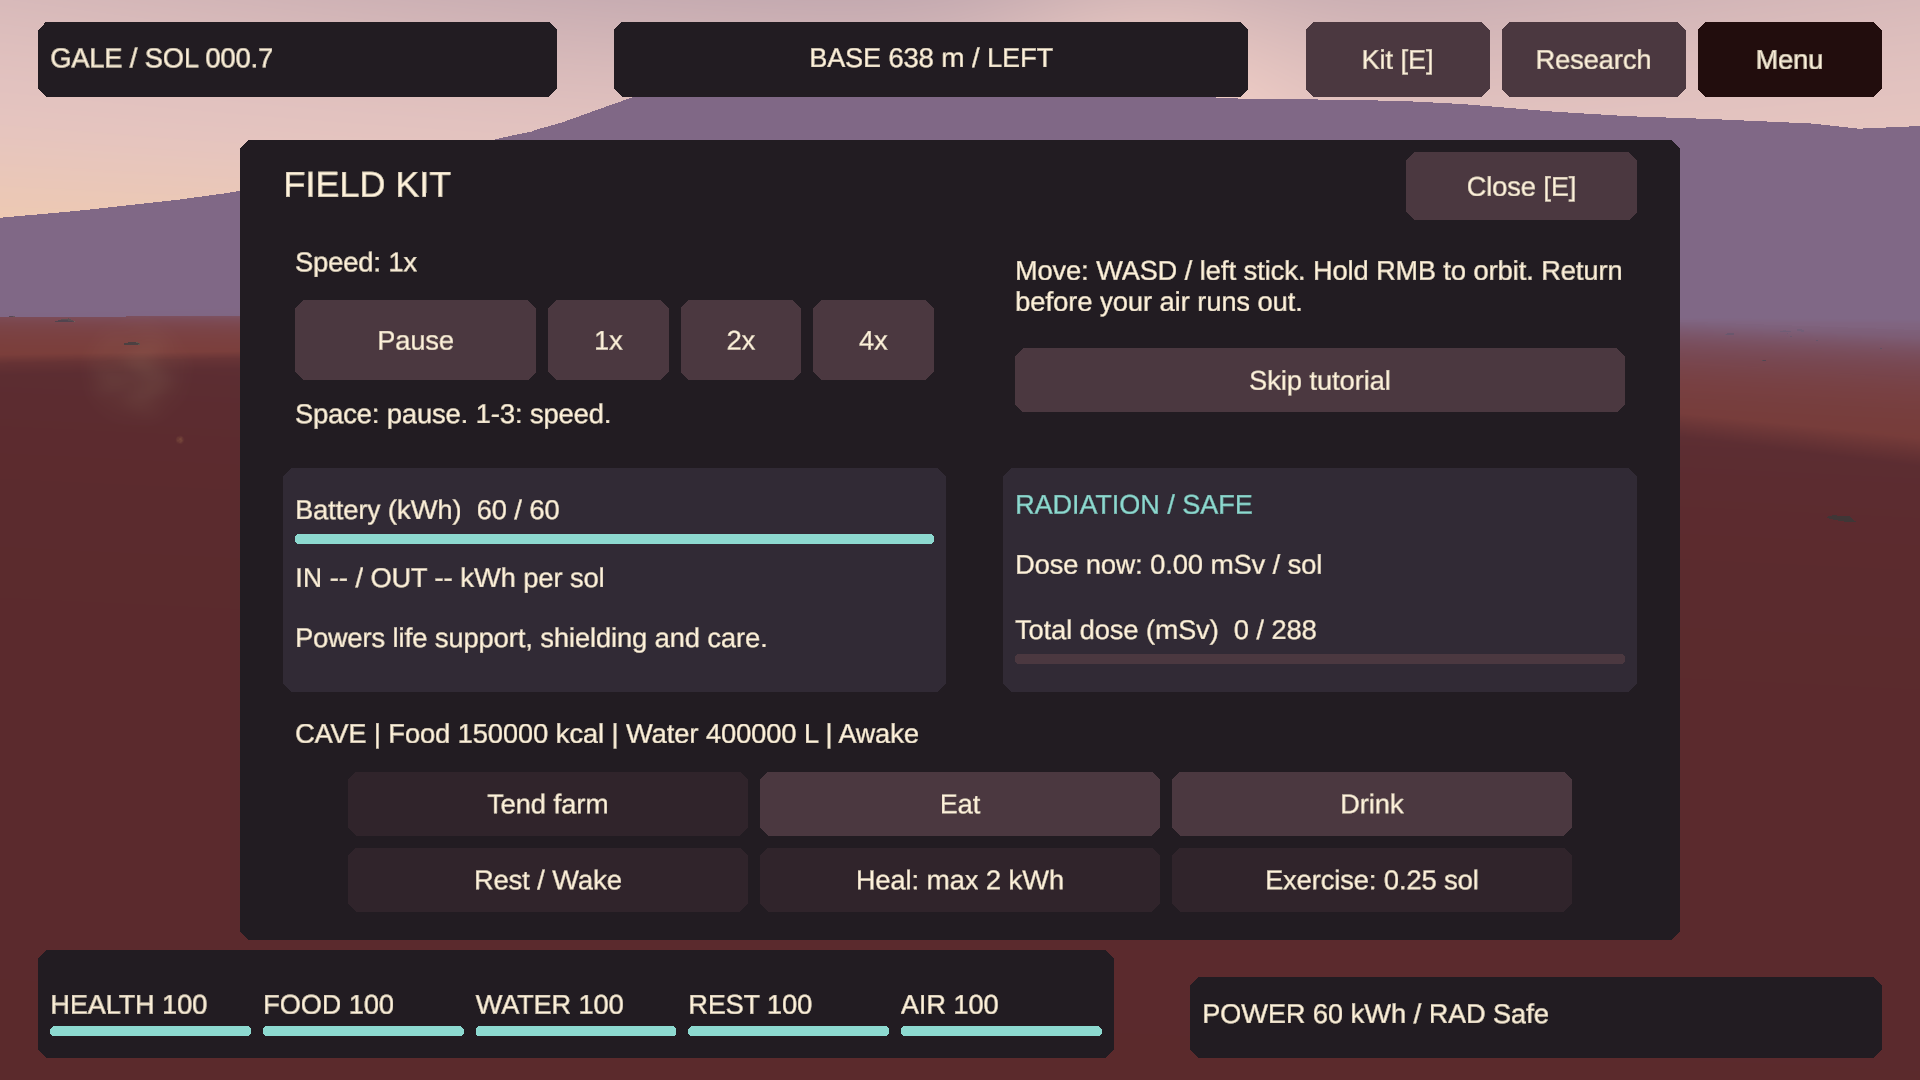 GALE / SOL 000.7
BASE 638 m / LEFT
Kit [E]
Research
Menu
FIELD KIT
Close [E]
Speed: 1x
Pause
1x
2x
4x
Space: pause. 1-3: speed.
Move: WASD / left stick. Hold RMB to orbit. Return
before your air runs out.
Skip tutorial
Battery (kWh)  60 / 60
IN -- / OUT -- kWh per sol
Powers life support, shielding and care.
RADIATION / SAFE
Dose now: 0.00 mSv / sol
Total dose (mSv)  0 / 288
CAVE | Food 150000 kcal | Water 400000 L | Awake
Tend farm
Eat
Drink
Rest / Wake
Heal: max 2 kWh
Exercise: 0.25 sol
HEALTH 100
FOOD 100
WATER 100
REST 100
AIR 100
POWER 60 kWh / RAD Safe